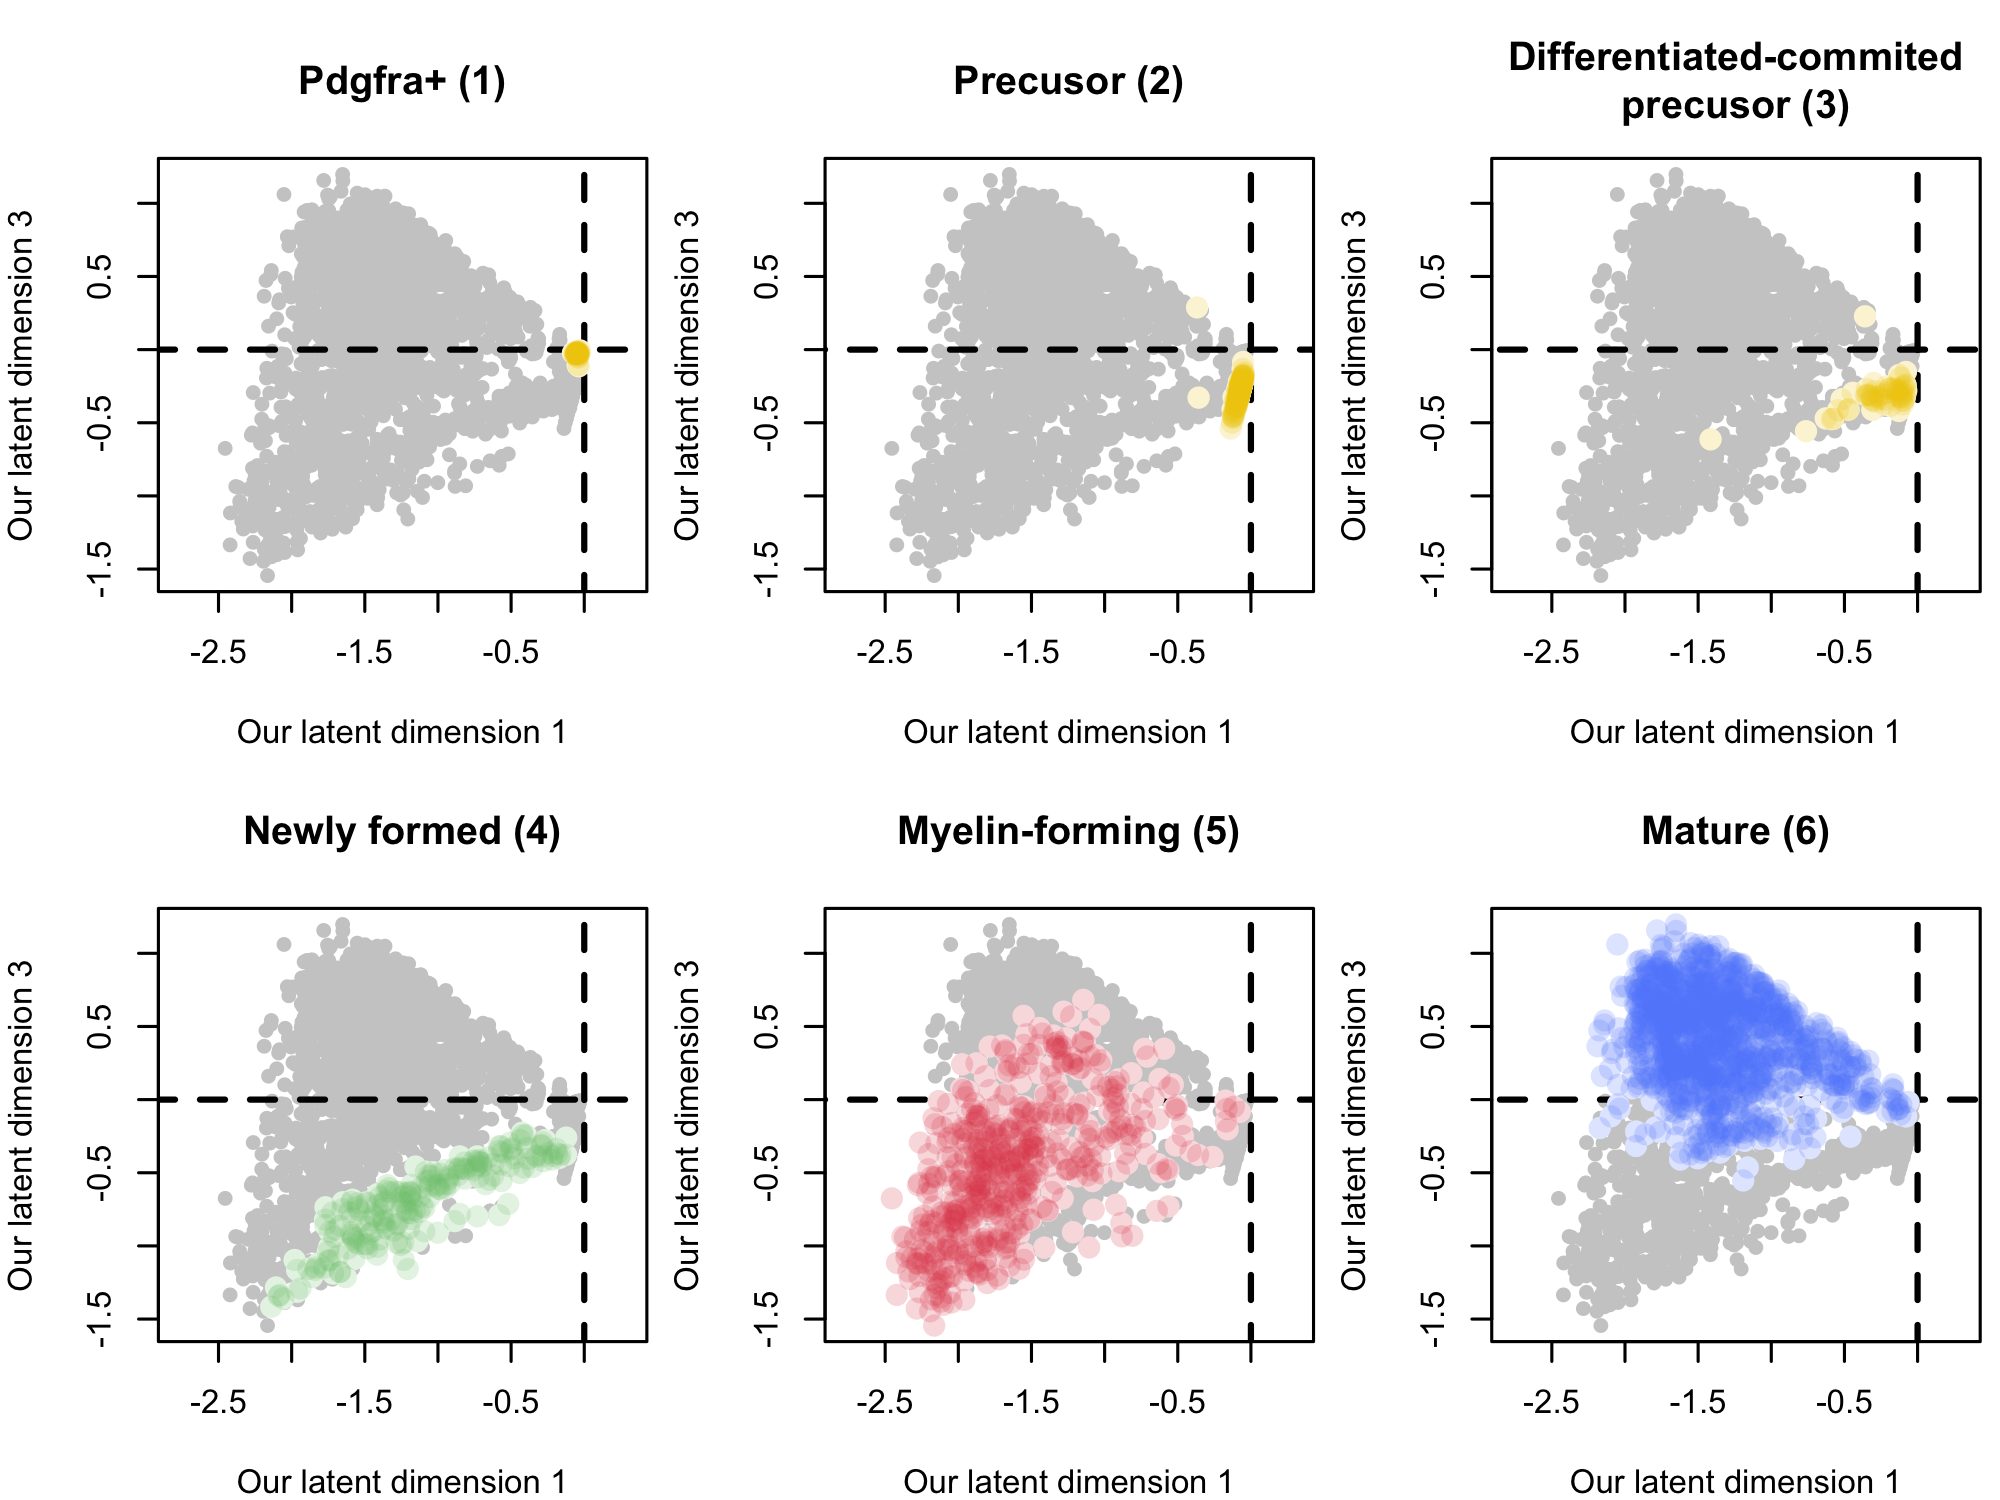 Pdgfra+ (1)
Our latent dimension 3
0.5
-0.5
-1.5
-2.5 -1.5 -0.5
Our latent dimension 1
Precusor (2)
Our latent dimension 3
0.5
-0.5
-1.5
-2.5 -1.5 -0.5
Our latent dimension 1
Differentiated-commited
precusor (3)
Our latent dimension 3
0.5
-0.5
-1.5
-2.5 -1.5 -0.5
Our latent dimension 1
Newly formed (4)
Our latent dimension 3
0.5
-0.5
-1.5
-2.5 -1.5 -0.5
Our latent dimension 1
Myelin-forming (5)
Our latent dimension 3
0.5
-0.5
-1.5
-2.5 -1.5 -0.5
Our latent dimension 1
Mature (6)
Our latent dimension 3
0.5
-0.5
-1.5
-2.5 -1.5 -0.5
Our latent dimension 1